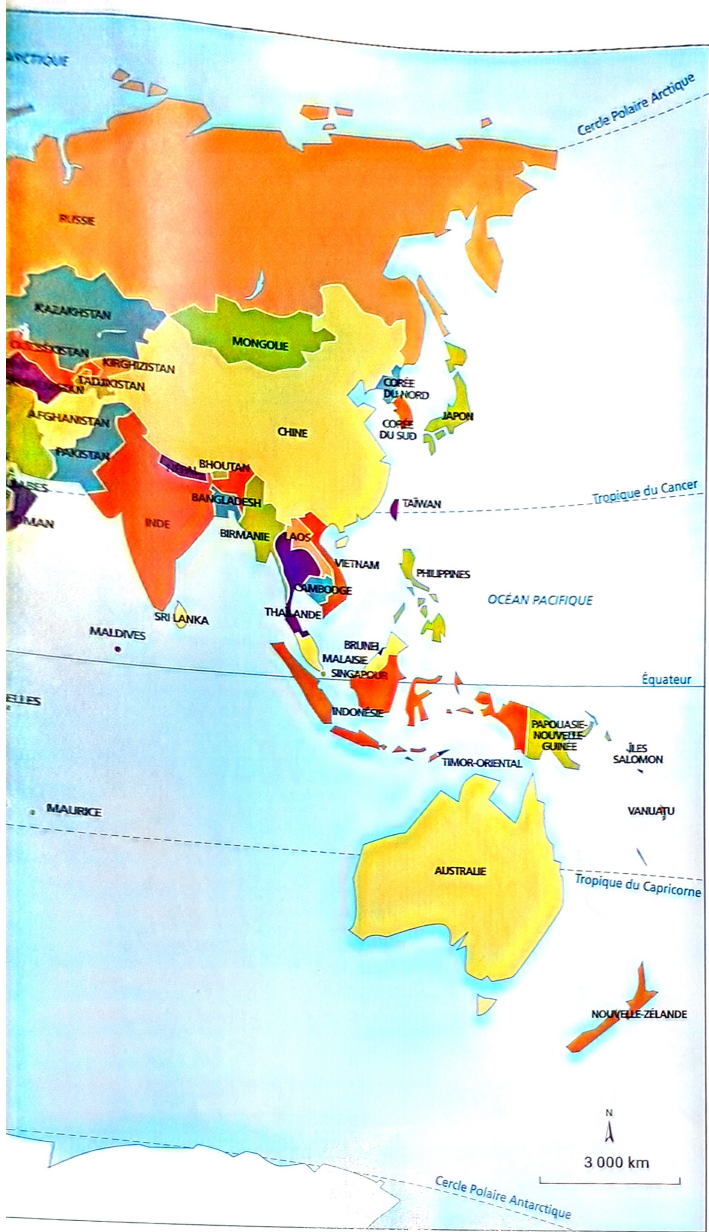 ARCTIQUE
Cercle Polaire Arctique
RUSSIE
KAZAKHSTAN
MONGOLIE
KIRGHIZISTAN
TADJIKISTAN
CORÉE
DU NORD
AFGHANISTAN
JAPON
CORÉE
DU SUD
CHINE
PAKISTAN
NÉPAL
BHOUTAN
Tropique du Cancer
BANGLADESH
TAÏWAN
OMAN
INDE
BIRMANIE
LAOS
VIETNAM
PHILIPPINES
CAMBODGE
OCÉAN PACIFIQUE
THAÏLANDE
SRI LANKA
MALDIVES
BRUNEI
MALAISIE
SINGAPOUR
Équateur
ELLES
INDONÉSIE
PAPOUASIE-
NOUVELLE-
GUINÉE
ÎLES
SALOMON
TIMOR-ORIENTAL
MAURICE
VANUATU
AUSTRALIE
Tropique du Capricorne
NOUVELLE-ZÉLANDE
N
3 000 km
Cercle Polaire Antarctique